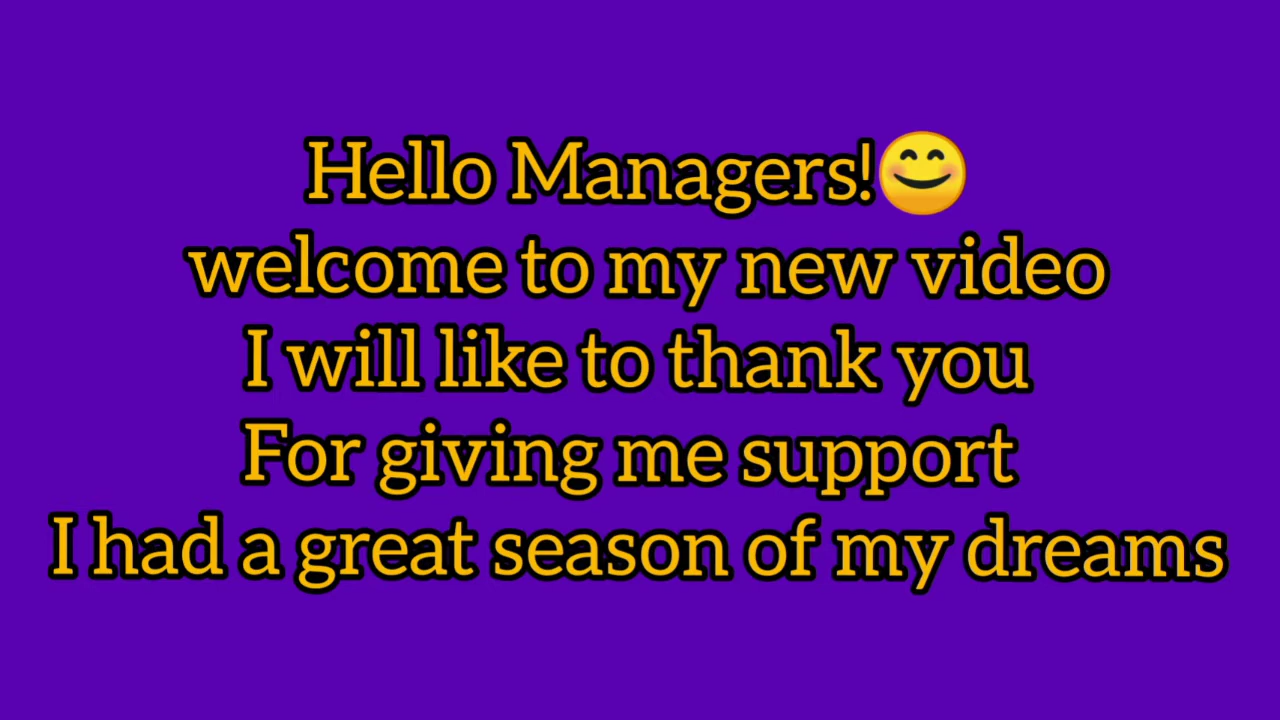 Hello Managers!😊
welcome to my new video
I will like to thank you
For giving me support
I had a great season of my dreams